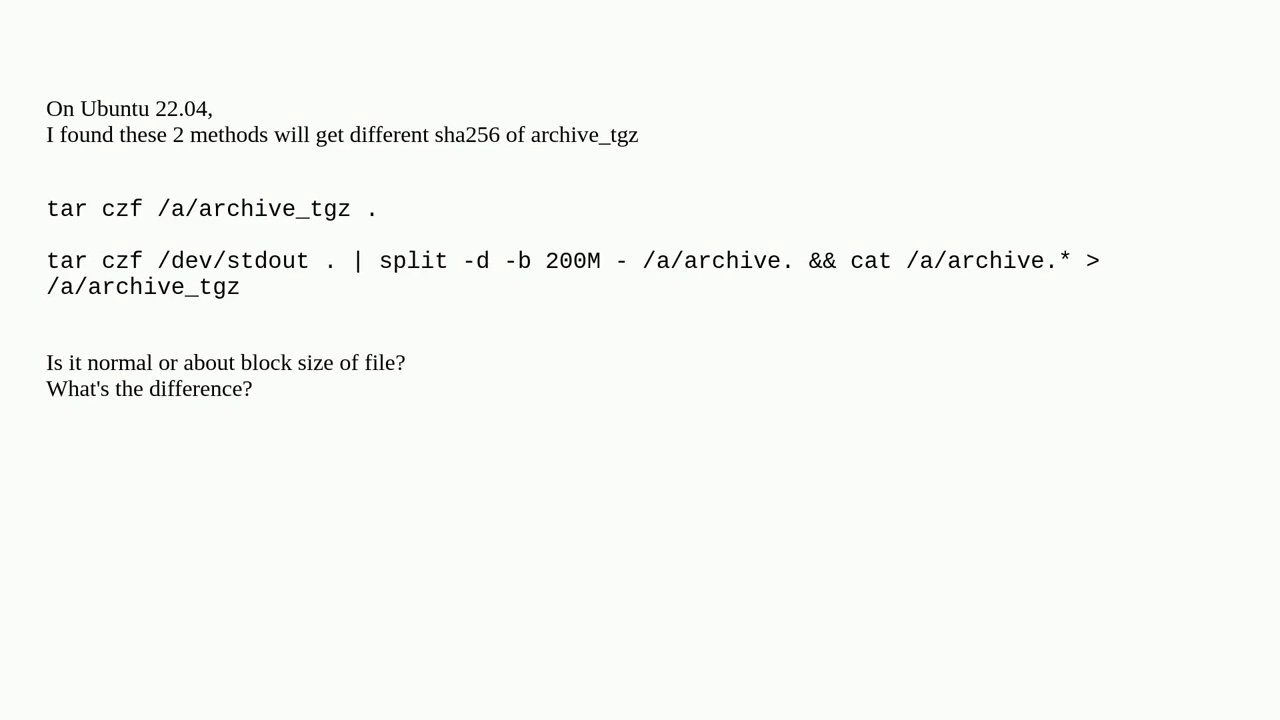 On Ubuntu 22.04,
I found these 2 methods will get different sha256 of archive_tgz
tar czf /a/archive_tgz .
tar czf /dev/stdout . | split -d -b 200M - /a/archive. && cat /a/archive.* >
/a/archive_tgz
Is it normal or about block size of file?
What's the difference?